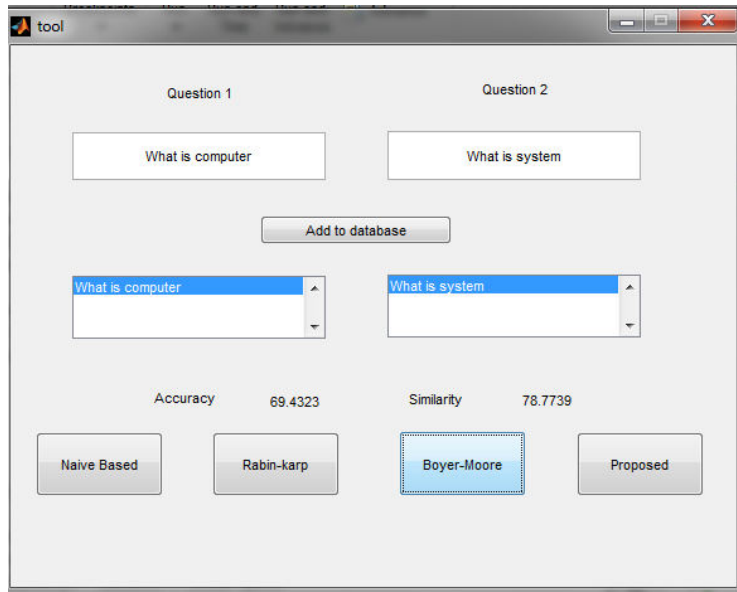 tool
Question 1
Question 2
What is computer
What is system
Add to database
What is computer
What is system
Accuracy 69.4323
Similarity 78.7739
Naive Based
Rabin-karp
Boyer-Moore
Proposed